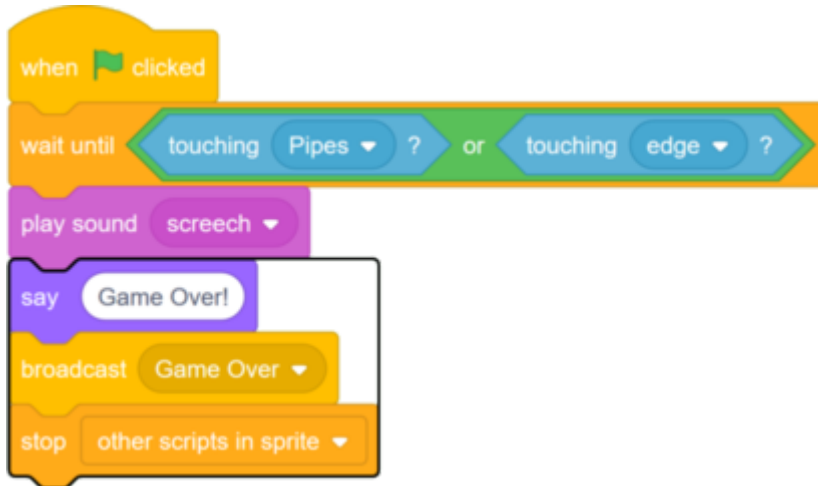 when clicked
wait until touching Pipes ? or touching edge ?
play sound screech
say Game Over!
broadcast Game Over
stop other scripts in sprite